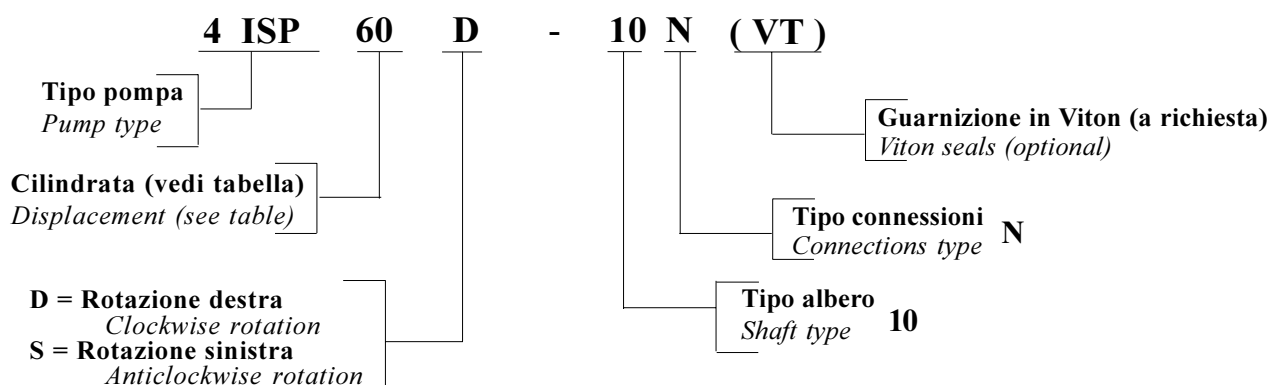 4 ISP 60 D - 10 N (VT)
Tipo pompa
Pump type
Guarnizione in Viton (a richiesta)
Viton seals (optional)
Cilindrata (vedi tabella)
Displacement (see table)
Tipo connessioni
Connections type N
D = Rotazione destra
Clockwise rotation
S = Rotazione sinistra
Anticlockwise rotation
Tipo albero
Shaft type 10